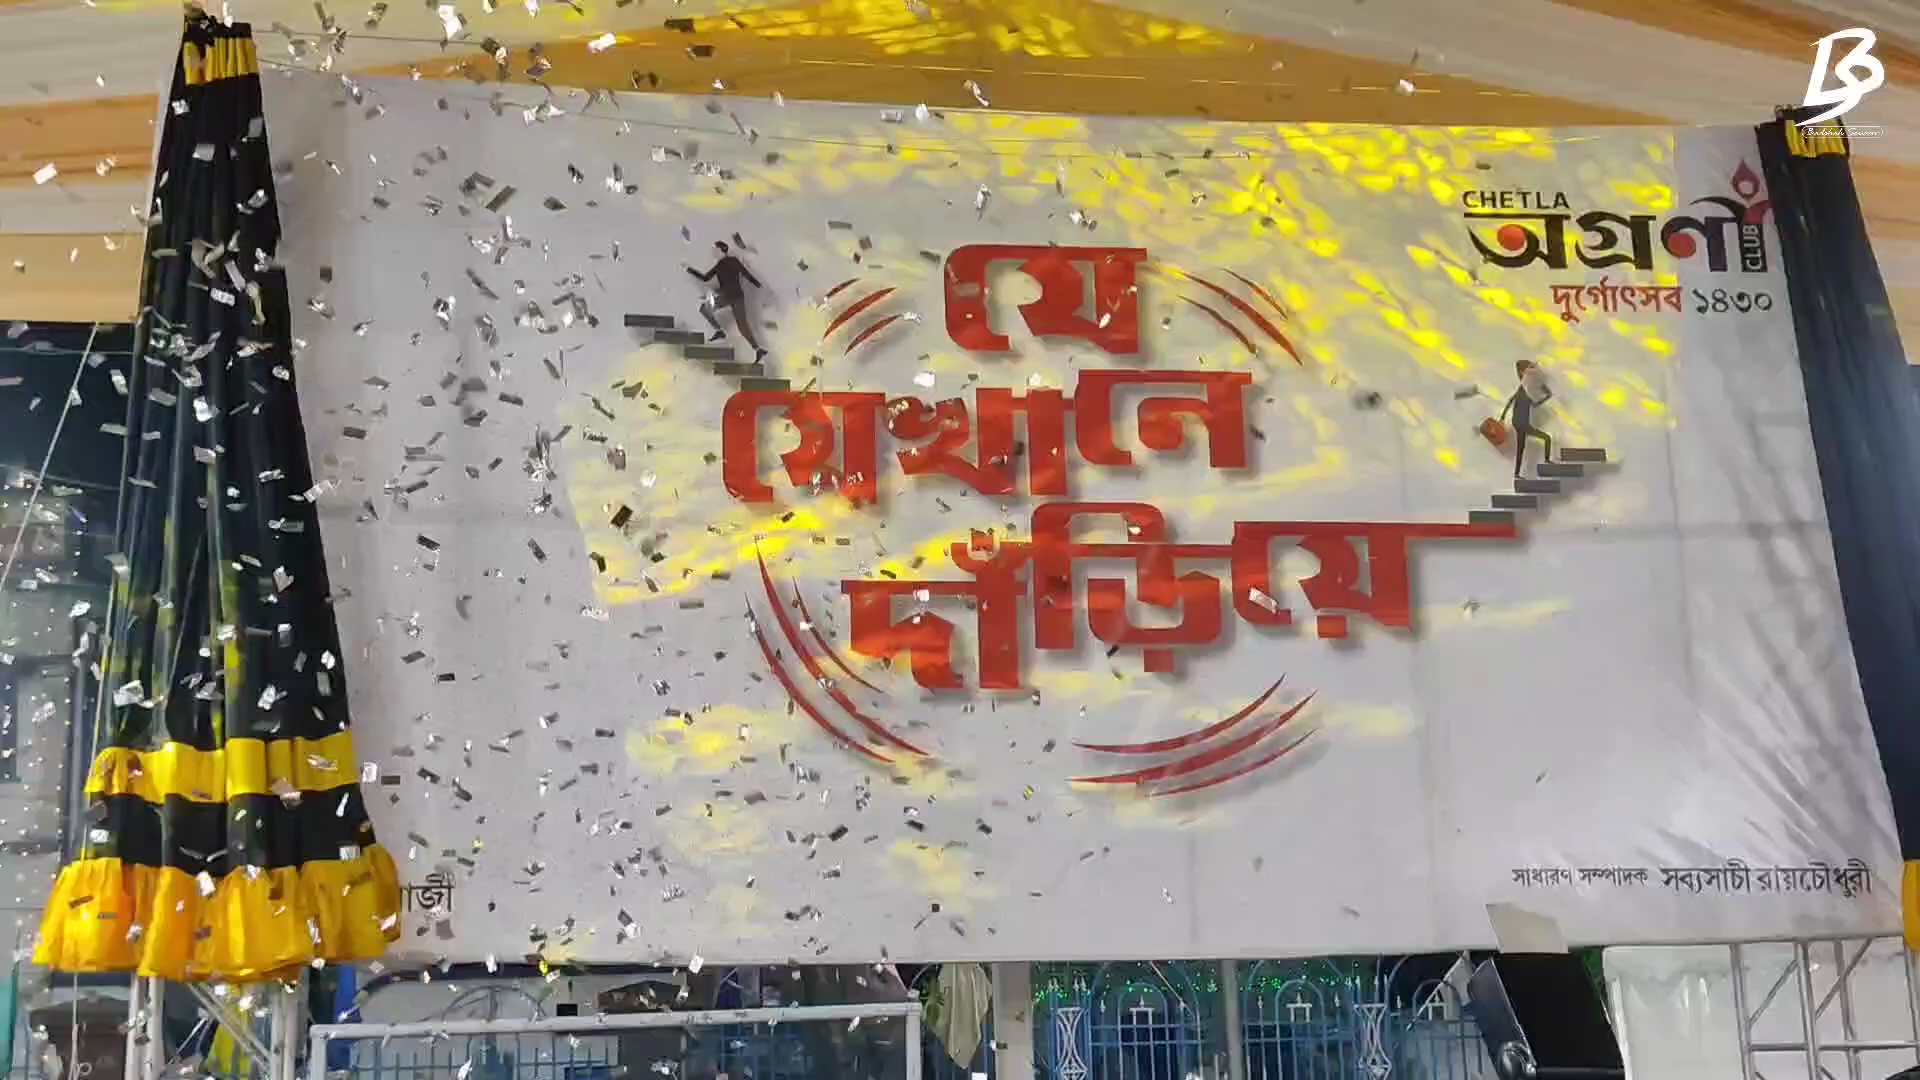 CHETLA
অগ্রণী
CLUB
দুর্গোৎসব ১৪৩০
যে
যেখানে
দাঁড়িয়ে
সাধারণ সম্পাদক সব্যসাচী রায়চৌধুরী